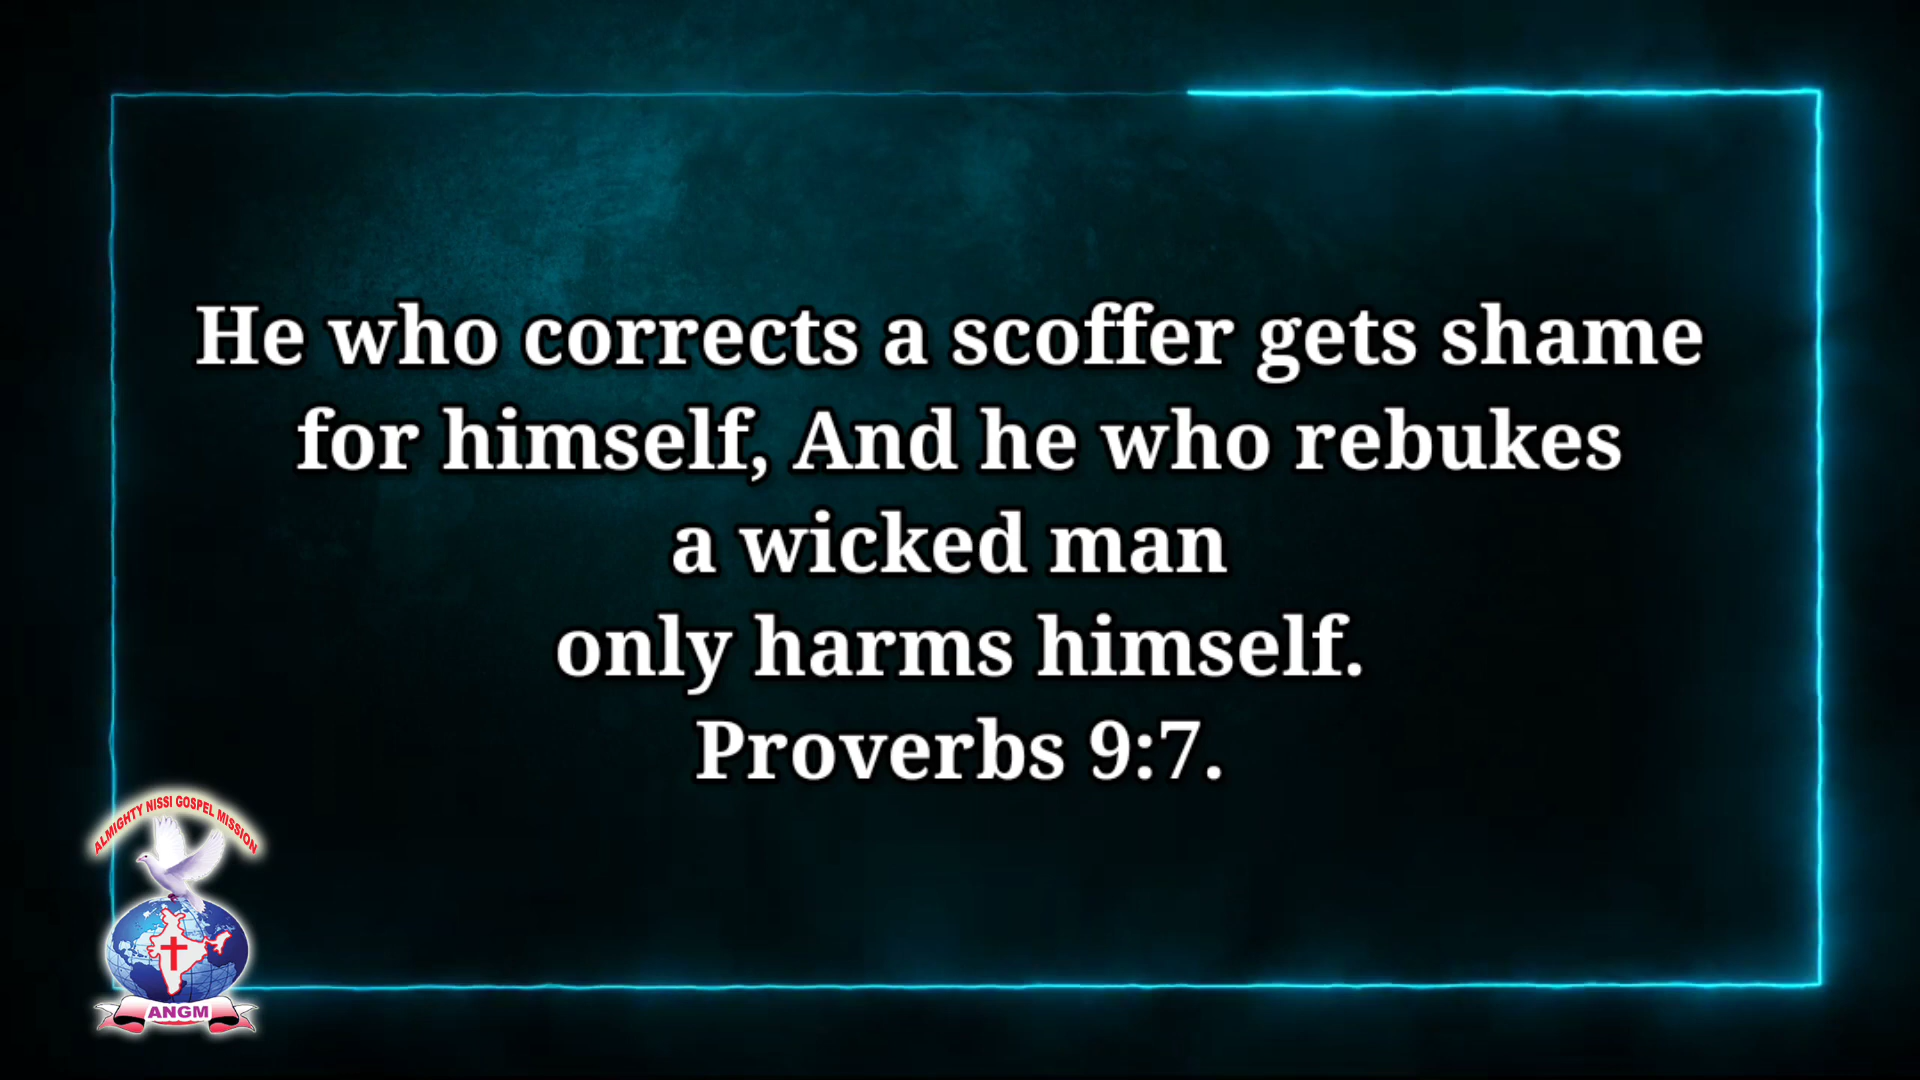 He who corrects a scoffer gets shame
for himself, And he who rebukes
a wicked man
only harms himself.
Proverbs 9:7.
ALMIGHTY NISSI GOSPEL MISSION
ANGM